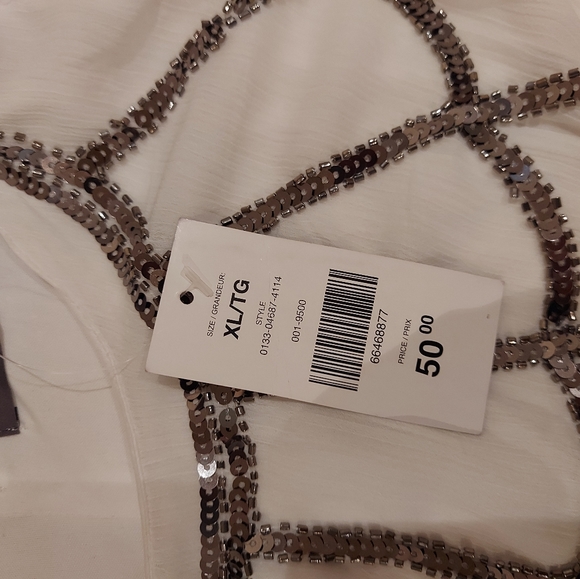 SIZE / GRANDEUR:
XL/TG
STYLE
0133-04687-4114
001-9500
66468877
PRICE / PRIX
50 00